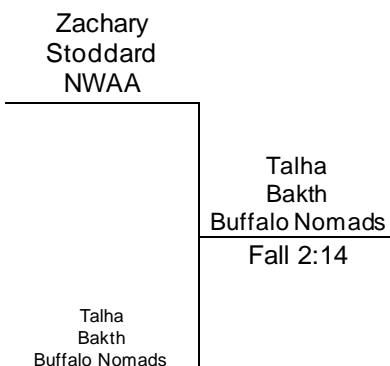 Zachary
Stoddard
NWAA
Talha
Bakth
Buffalo Nomads
Fall 2:14
Talha
Bakth
Buffalo Nomads